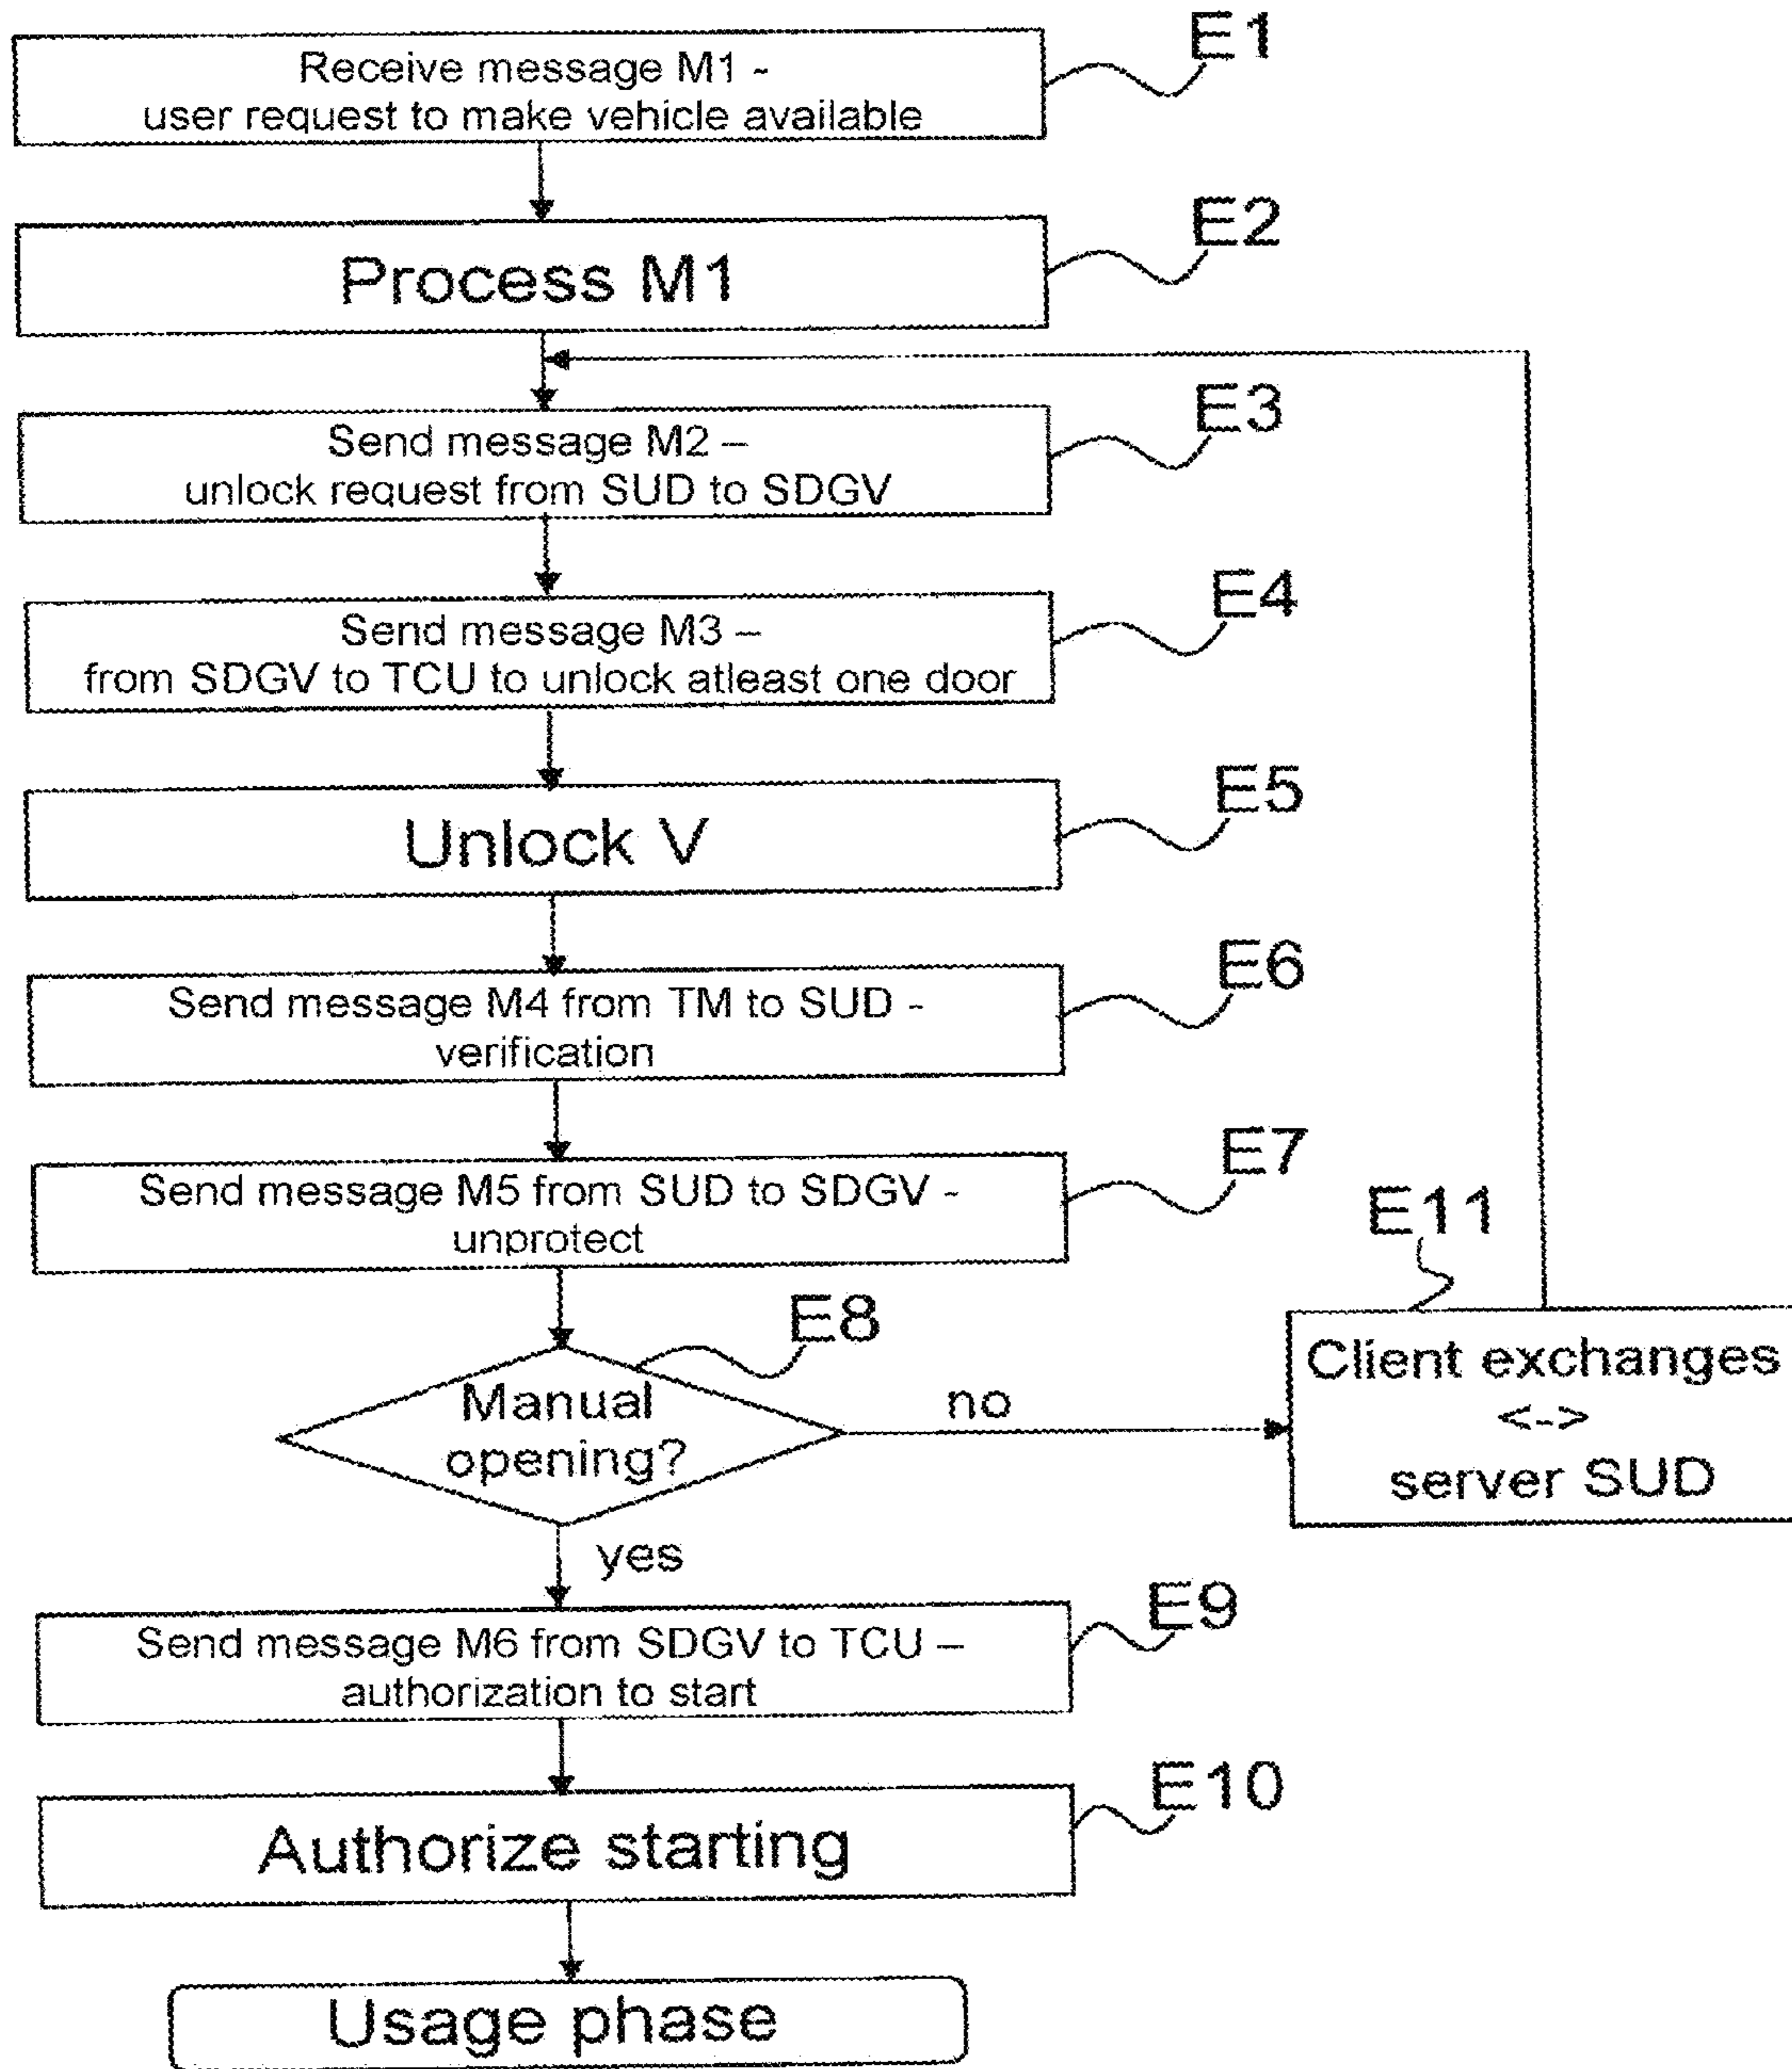 E1
Receive message M1 -
user request to make vehicle available
E2
Process M1
E3
Send message M2 –
unlock request from SUD to SDGV
E4
Send message M3 –
from SDGV to TCU to unlock atleast one door
E5
Unlock V
E6
Send message M4 from TM to SUD -
verification
E7
Send message M5 from SUD to SDGV -
unprotect
E11
E8
Client exchanges
<->
server SUD
Manual
opening?
no
yes
E9
Send message M6 from SDGV to TCU –
authorization to start
E10
Authorize starting
Usage phase